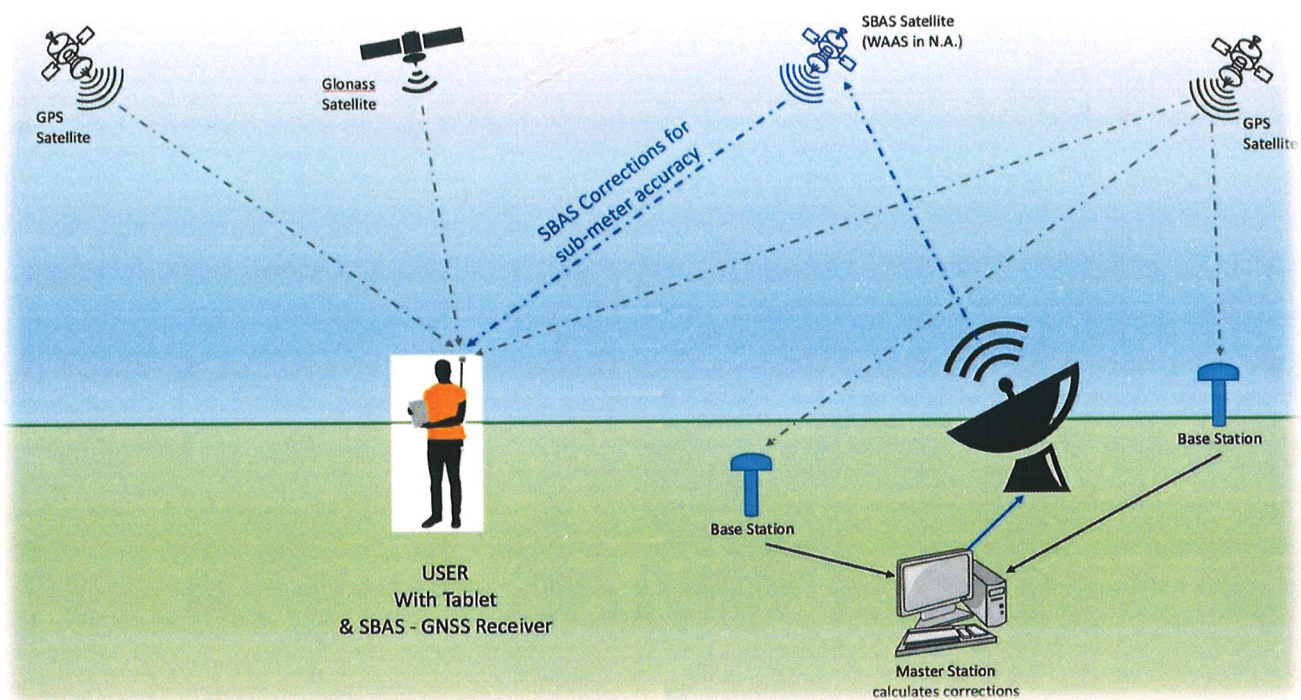 SBAS Satellite
(WAAS in N.A.)
GPS
Satellite
Glonass
Satellite
GPS
Satellite
SBAS Corrections for
sub-meter accuracy
Base Station
Base Station
USER
With Tablet
& SBAS - GNSS Receiver
Master Station
calculates corrections